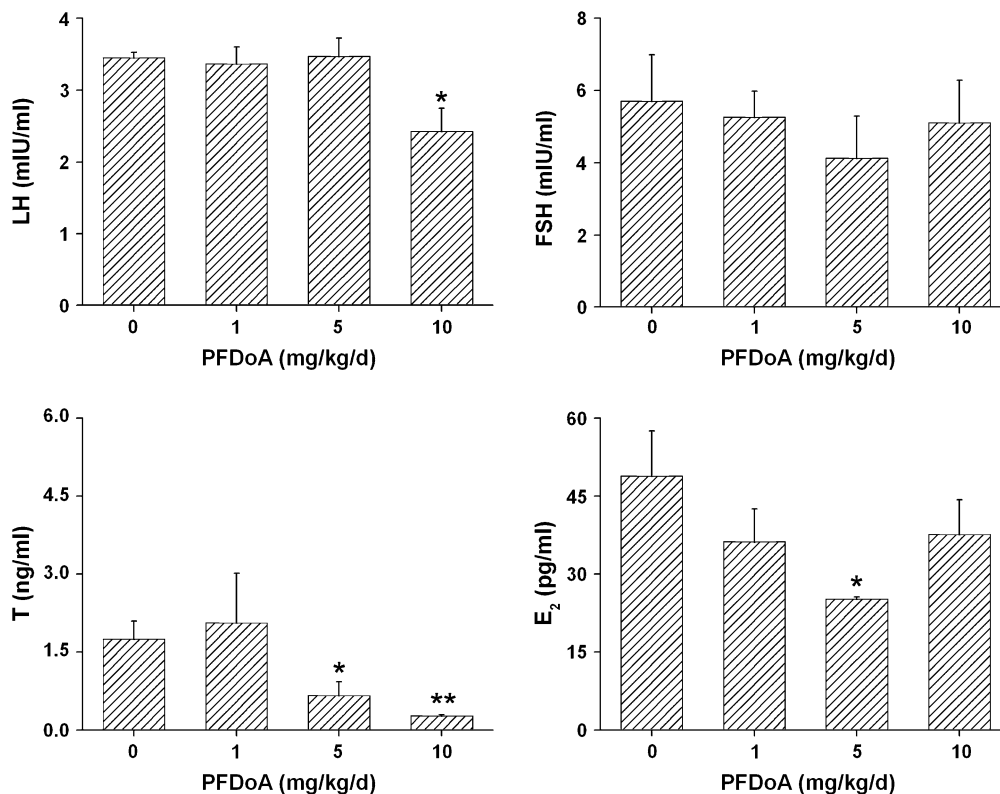 LH (mIU/ml)
4
3
2
1
0
*
0 1 5 10
PFDoA (mg/kg/d)
FSH (mIU/ml)
8
6
4
2
0
0 1 5 10
PFDoA (mg/kg/d)
T (ng/ml)
6.0
4.5
3.0
1.5
0.0
*
**
0 1 5 10
PFDoA (mg/kg/d)
E₂ (pg/ml)
60
45
30
15
0
*
0 1 5 10
PFDoA (mg/kg/d)